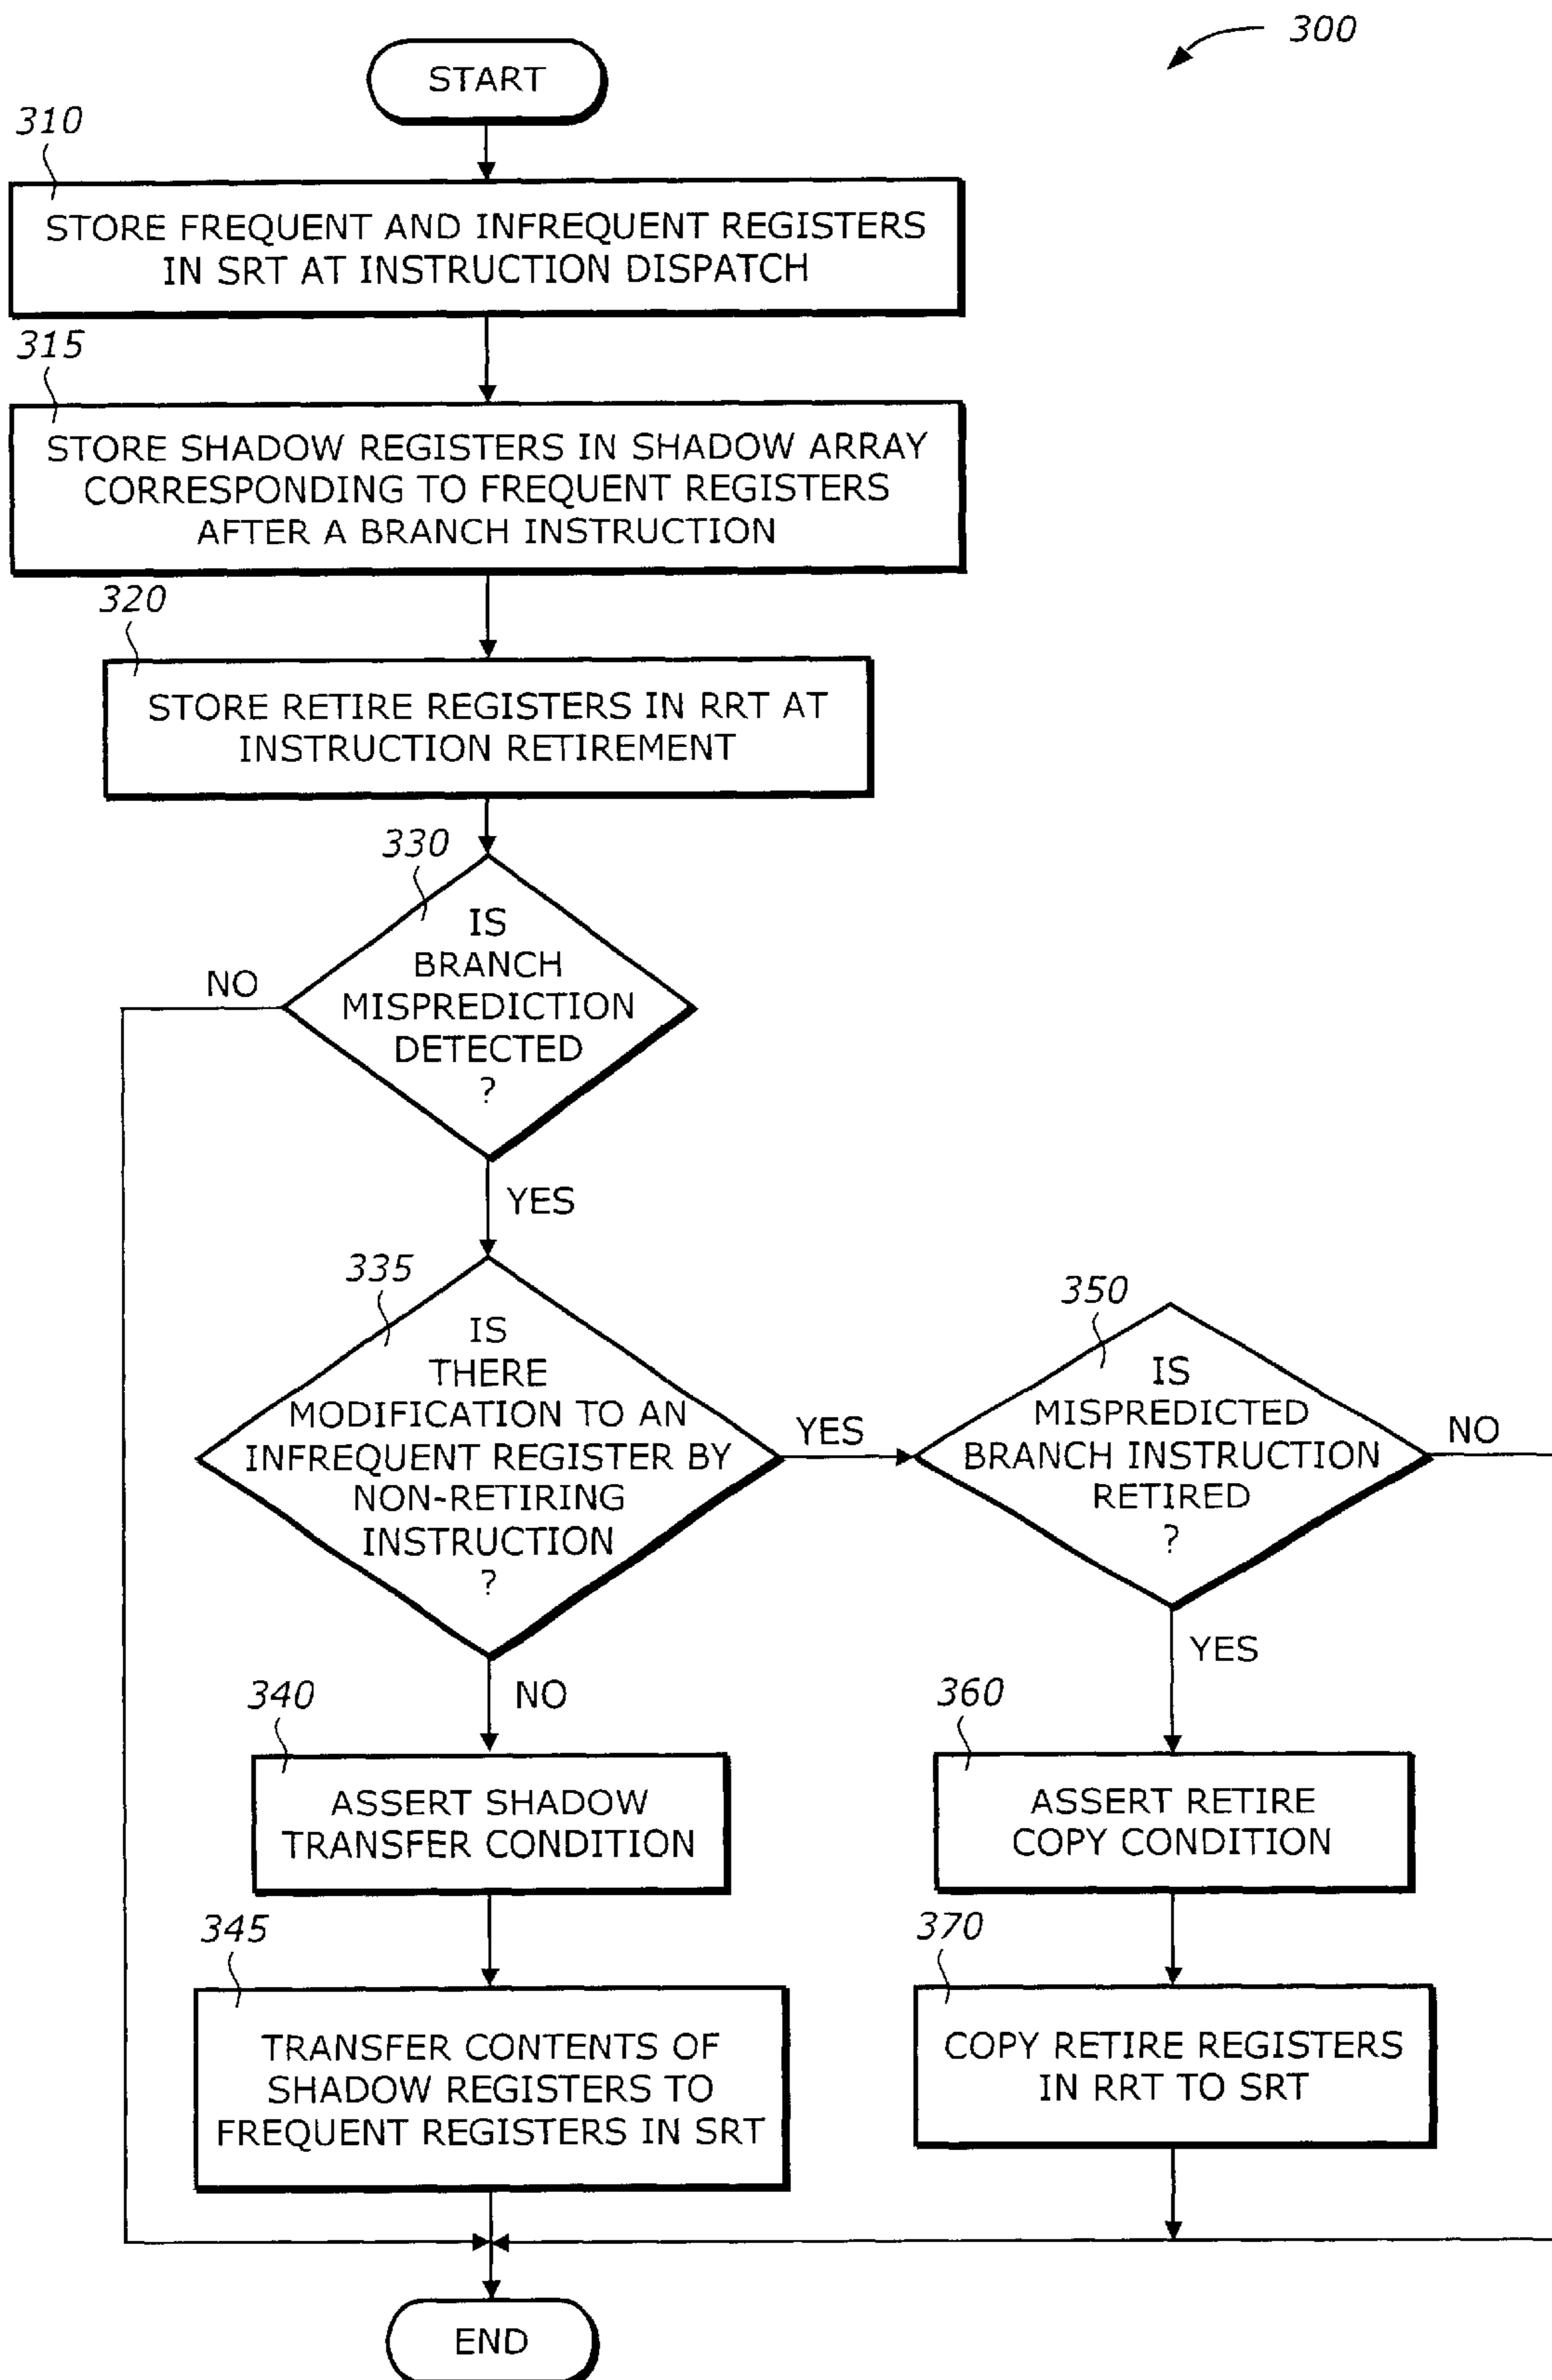 300
START
310
STORE FREQUENT AND INFREQUENT REGISTERS
IN SRT AT INSTRUCTION DISPATCH
315
STORE SHADOW REGISTERS IN SHADOW ARRAY
CORRESPONDING TO FREQUENT REGISTERS
AFTER A BRANCH INSTRUCTION
320
STORE RETIRE REGISTERS IN RRT AT
INSTRUCTION RETIREMENT
330
IS
BRANCH
MISPREDICTION
DETECTED
?
NO
YES
335
IS
THERE
MODIFICATION TO AN
INFREQUENT REGISTER BY
NON-RETIRING
INSTRUCTION
?
YES
NO
350
IS
MISPREDICTED
BRANCH INSTRUCTION
RETIRED
?
NO
YES
340
ASSERT SHADOW
TRANSFER CONDITION
360
ASSERT RETIRE
COPY CONDITION
345
TRANSFER CONTENTS OF
SHADOW REGISTERS TO
FREQUENT REGISTERS IN SRT
370
COPY RETIRE REGISTERS
IN RRT TO SRT
END